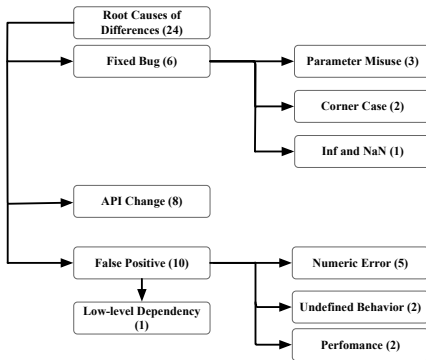 Root Causes of
Differences (24)
Fixed Bug (6)
Parameter Misuse (3)
Corner Case (2)
Inf and NaN (1)
API Change (8)
False Positive (10)
Numeric Error (5)
Low-level Dependency
(1)
Undefined Behavior (2)
Perfomance (2)